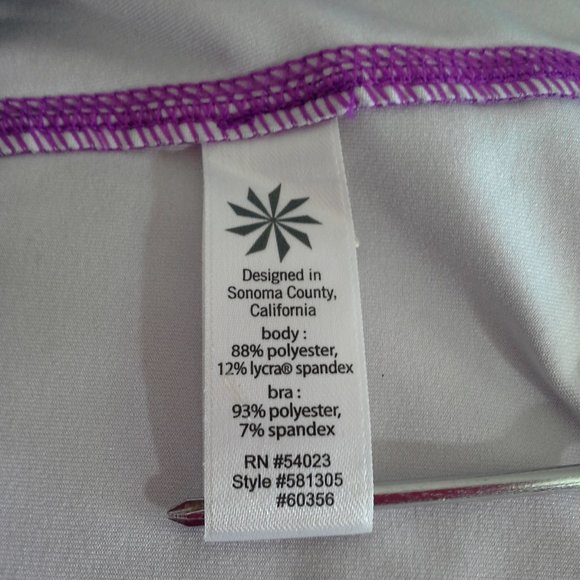 Designed in
Sonoma County,
California
body :
88% polyester,
12% lycra® spandex
bra :
93% polyester,
7% spandex
RN #54023
Style #581305
#60356